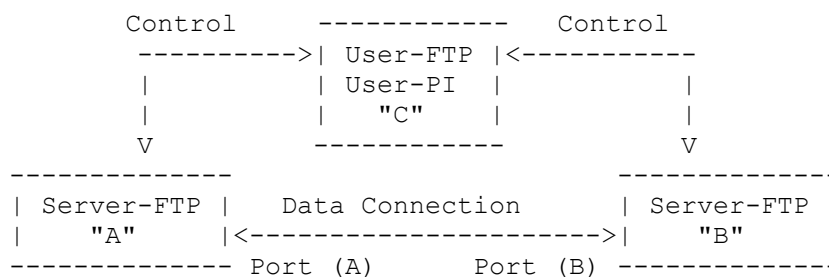 Control     ------------   Control
---------->| User-FTP |<-----------
|          | User-PI  |           |
|          |   "C"    |           |
V          ------------           V
--------------                        --------------
| Server-FTP |   Data Connection      | Server-FTP
|    "A"     |<---------------------->|    "B"
-------------- Port (A)      Port (B) --------------